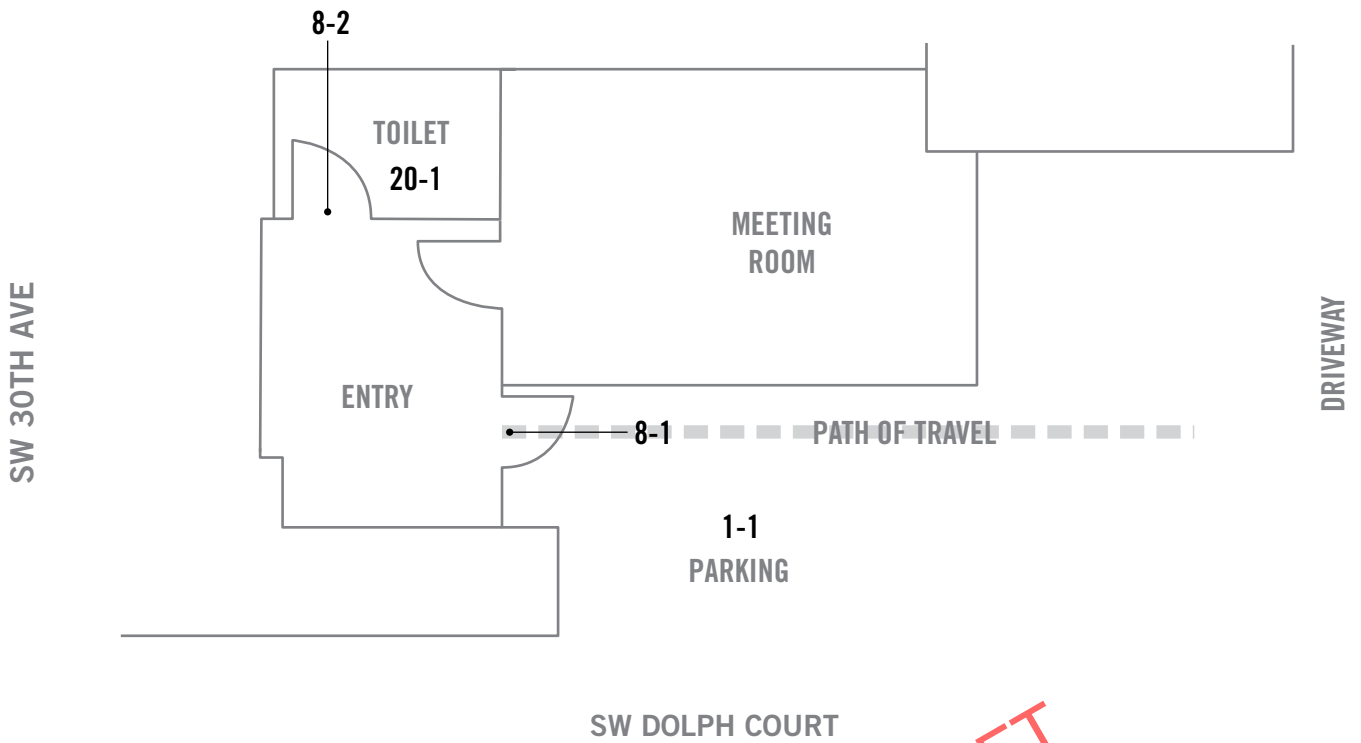 8-2
TOILET
20-1
MEETING
ROOM
SW 30TH AVE
DRIVEWAY
ENTRY
8-1
PATH OF TRAVEL
1-1
PARKING
SW DOLPH COURT